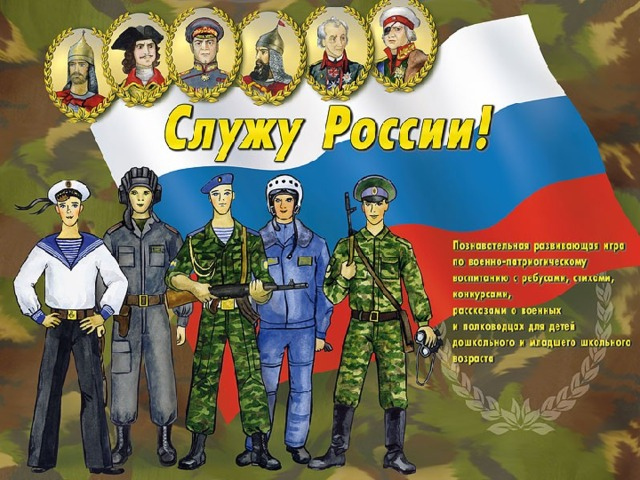 Служу России!
Познавательная развивающая игра
по военно-патриотическому
воспитанию с ребусами, стихами,
конкурсами,
рассказами о военных
и полководцах для детей
дошкольного и младшего школьного
возраста